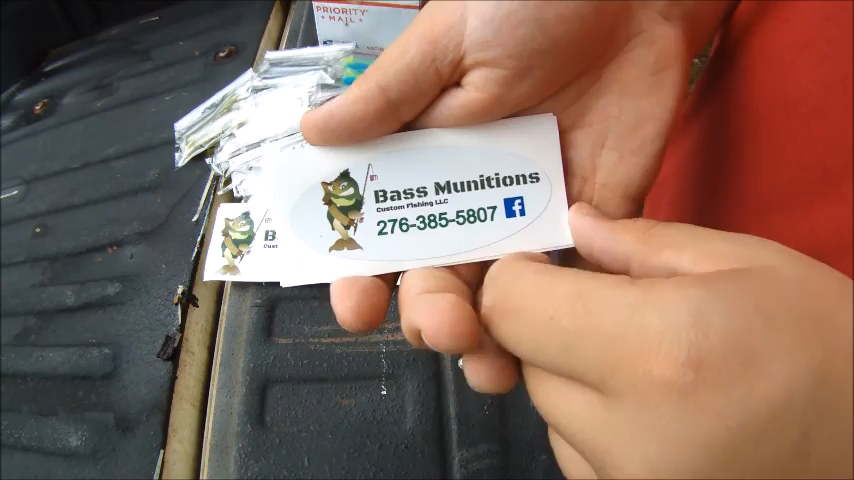 PRIORITY
MAIL
Bass Munitions
Custom Fishing LLC
276-385-5807
f
B